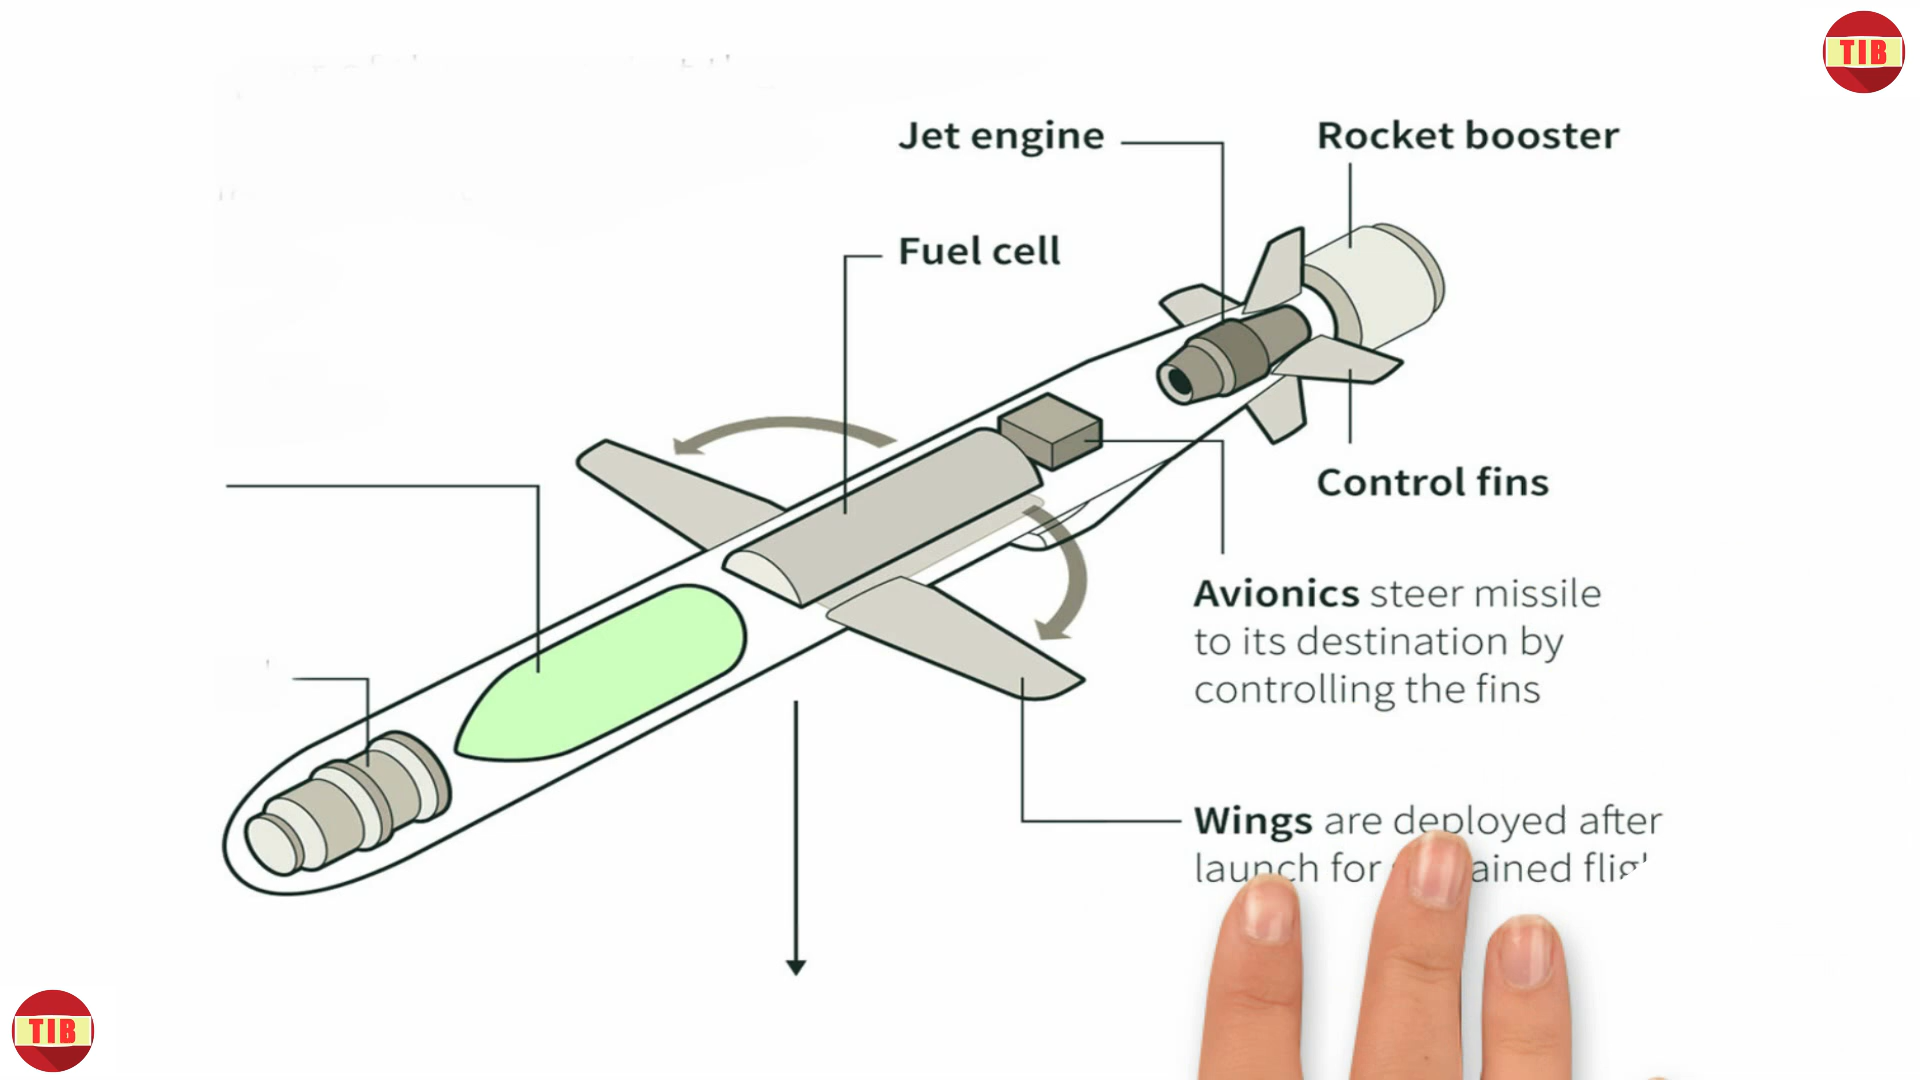 TIB
Jet engine
Rocket booster
Fuel cell
Control fins
Avionics steer missile
to its destination by
controlling the fins
Wings are deployed after
launch for
TIB